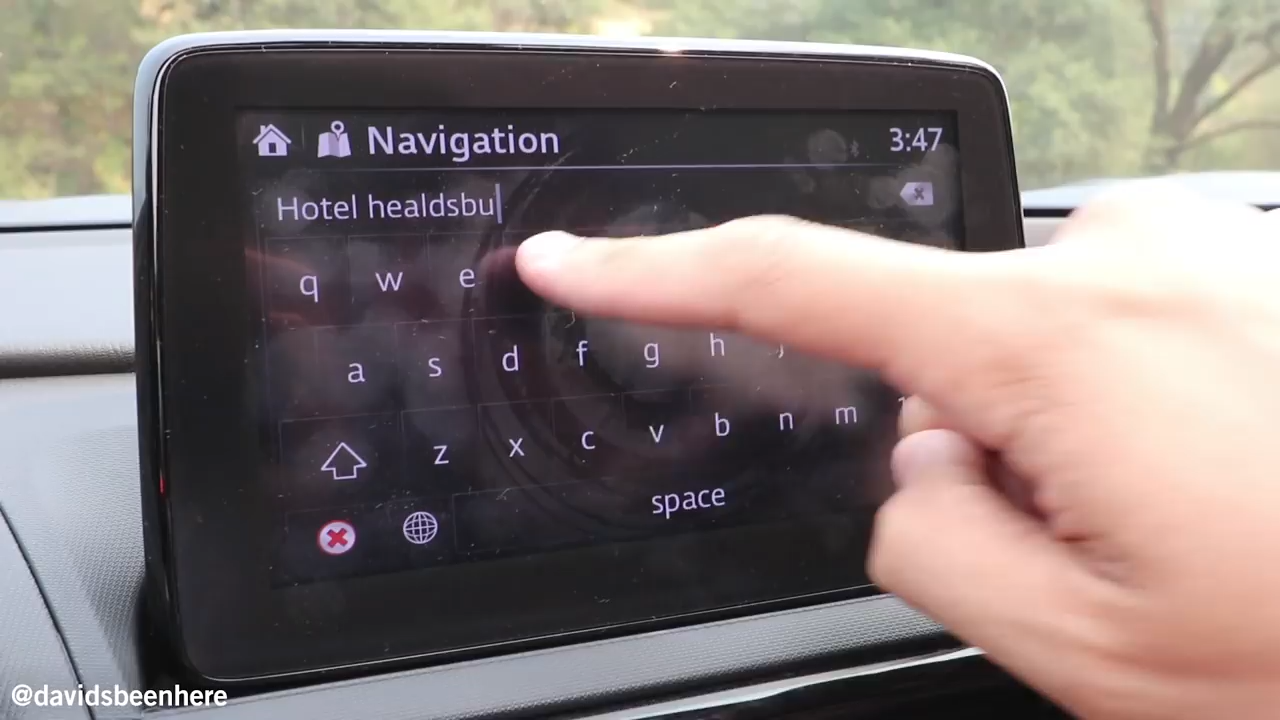 Navigation
3:47
Hotel healdsbu
q w e
a s d f g h j
z x c v b n m
space
@davidsbeenhere